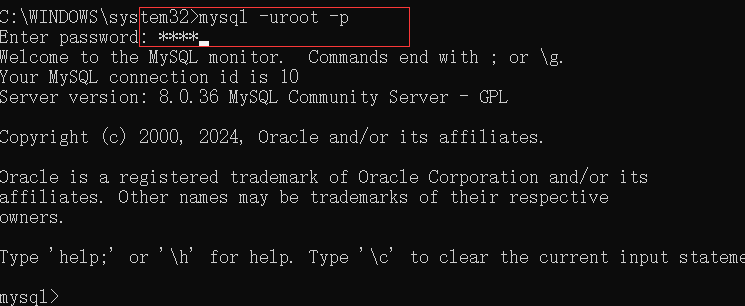 C:\WINDOWS\system32>mysql -uroot -p
Enter password: ****
Welcome to the MySQL monitor.  Commands end with ; or \g.
Your MySQL connection id is 10
Server version: 8.0.36 MySQL Community Server - GPL
Copyright (c) 2000, 2024, Oracle and/or its affiliates.
Oracle is a registered trademark of Oracle Corporation and/or its
affiliates. Other names may be trademarks of their respective
owners.
Type 'help;' or '\h' for help. Type '\c' to clear the current input stateme
mysql>